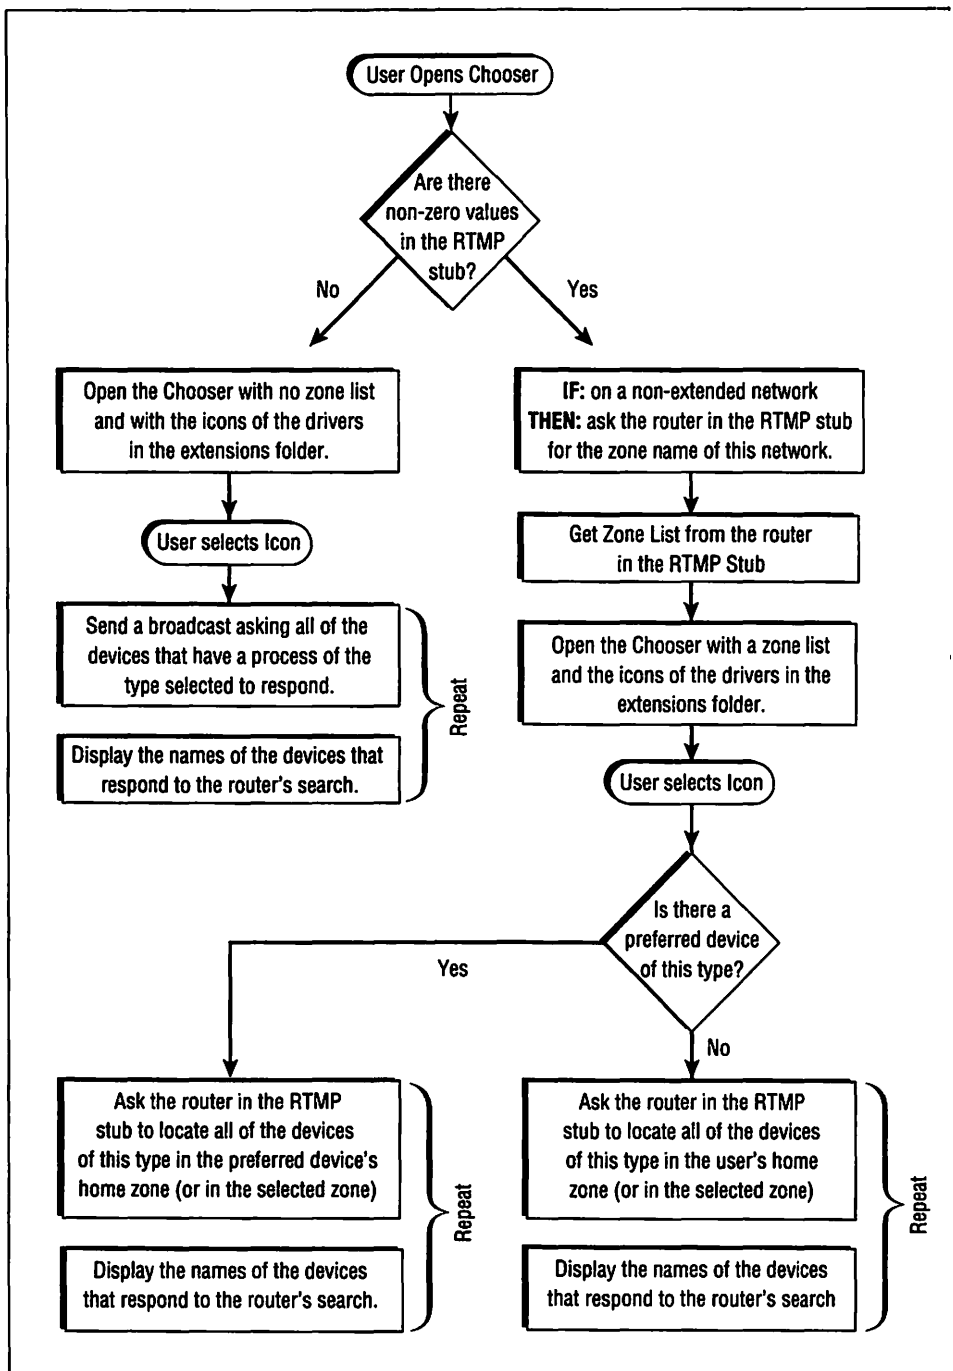 User Opens Chooser
Are there
non-zero values
in the RTMP
stub?
No
Yes
Open the Chooser with no zone list
and with the icons of the drivers
in the extensions folder.
User selects Icon
Send a broadcast asking all of the
devices that have a process of the
type selected to respond.
Display the names of the devices that
respond to the router's search.
Repeat
IF: on a non-extended network
THEN: ask the router in the RTMP stub
for the zone name of this network.
Get Zone List from the router
in the RTMP Stub
Open the Chooser with a zone list
and the icons of the drivers in the
extensions folder.
User selects Icon
Is there a
preferred device
of this type?
Yes
No
Ask the router in the RTMP
stub to locate all of the devices
of this type in the preferred device's
home zone (or in the selected zone)
Display the names of the devices
that respond to the router's search.
Repeat
Ask the router in the RTMP
stub to locate all of the devices
of this type in the user's home
zone (or in the selected zone)
Display the names of the devices
that respond to the router's search
Repeat